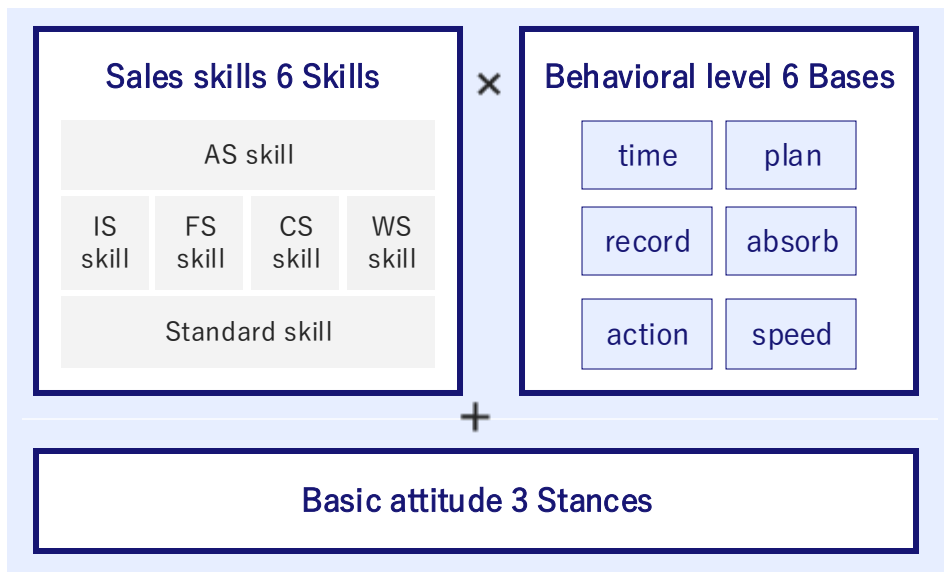 Sales skills 6 Skills
AS skill
IS skill
FS skill
CS skill
WS skill
Standard skill
×
Behavioral level 6 Bases
time
plan
record
absorb
action
speed
+
Basic attitude 3 Stances